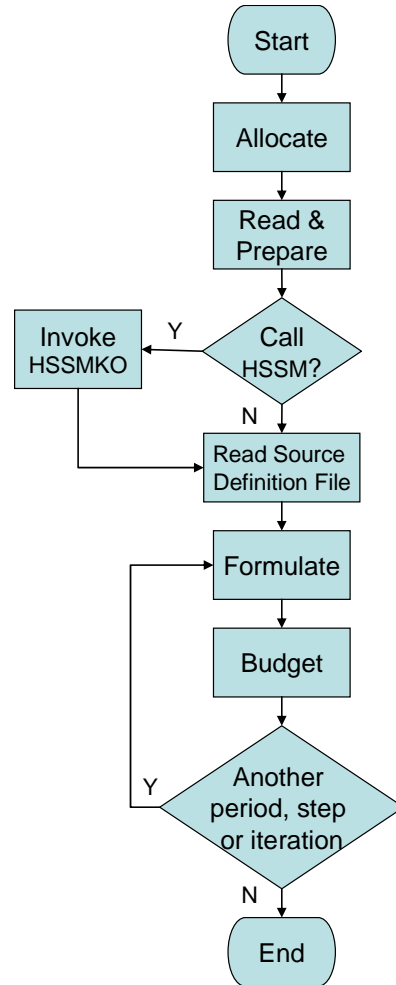 Start
Allocate
Read &
Prepare
Call
HSSM?
Y
Invoke
HSSMKO
N
Read Source
Definition File
Formulate
Budget
Another
period, step
or iteration
Y
N
End